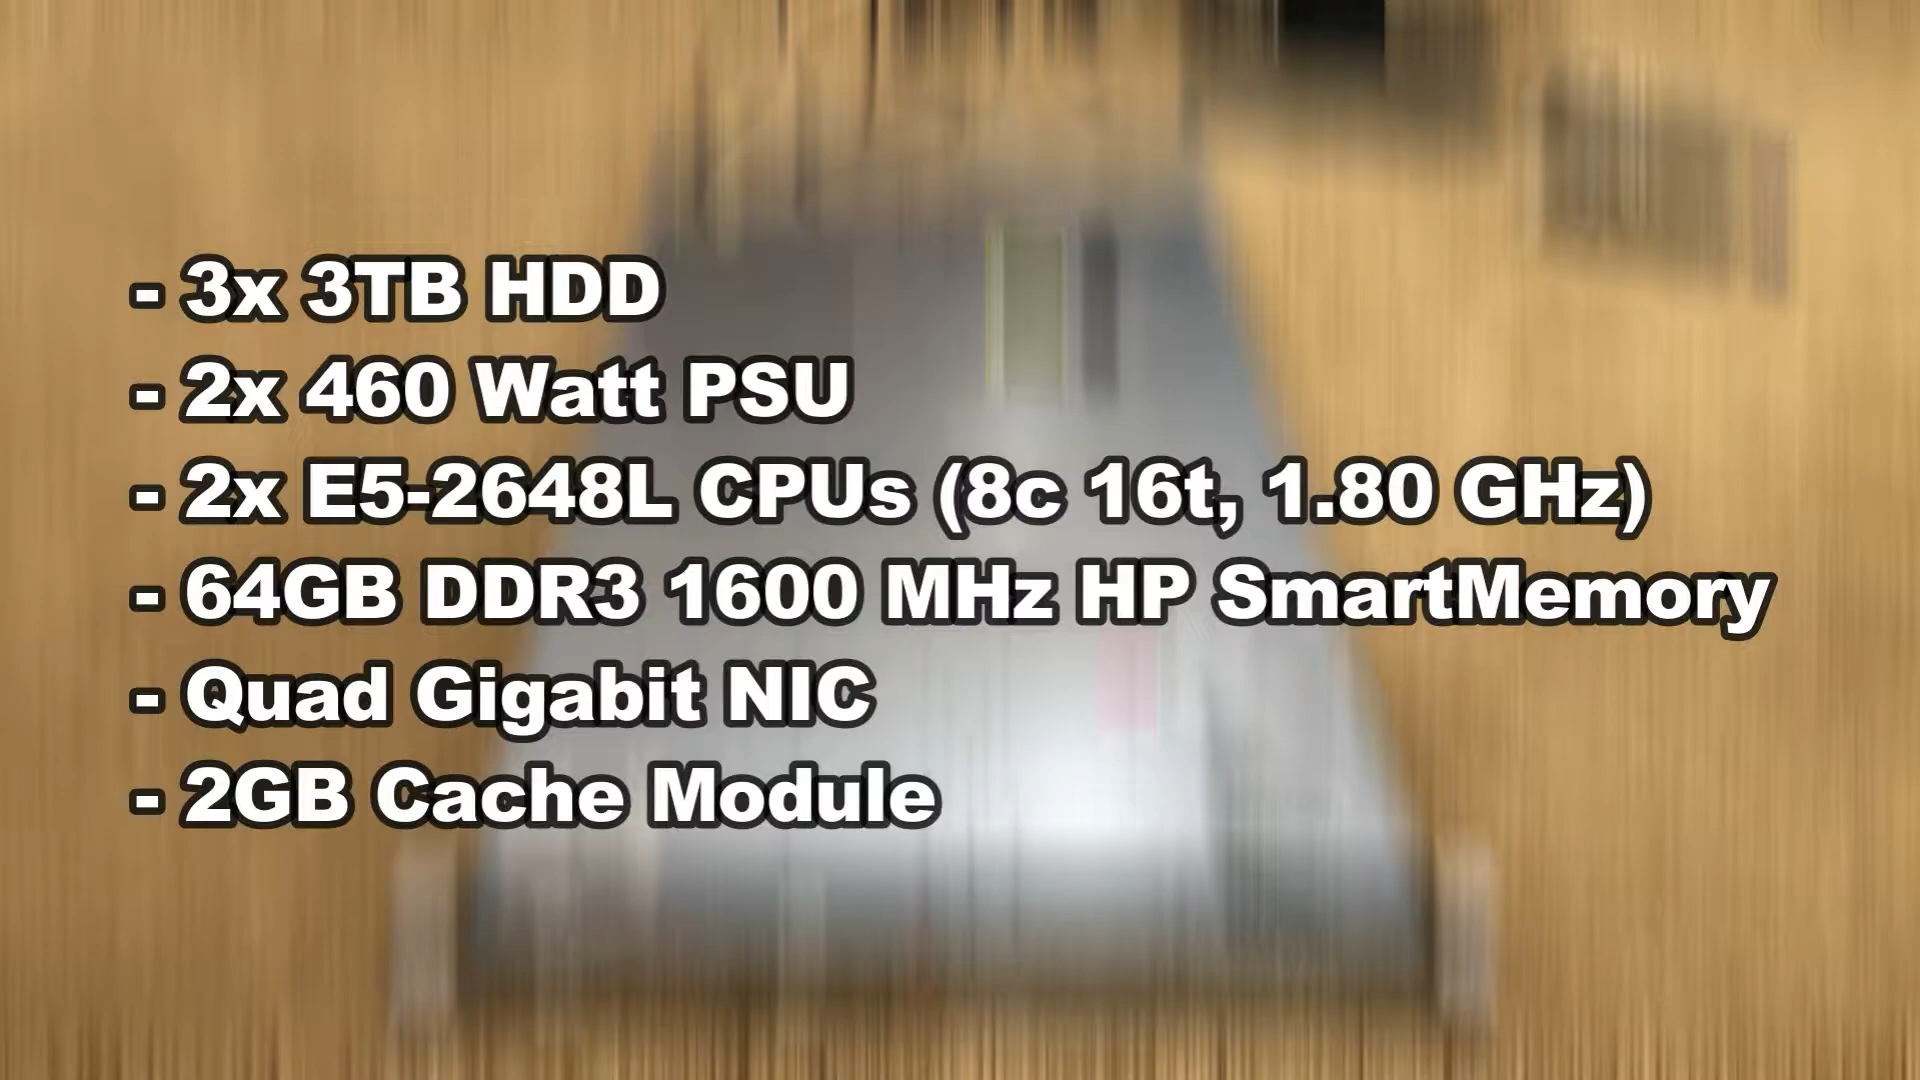 - 3x 3TB HDD
- 2x 460 Watt PSU
- 2x E5-2648L CPUs (8c 16t, 1.80 GHz)
- 64GB DDR3 1600 MHz HP SmartMemory
- Quad Gigabit NIC
- 2GB Cache Module